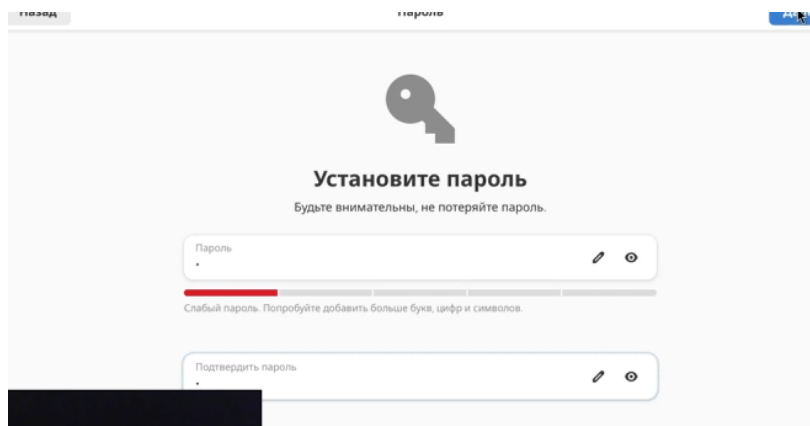 Назад
Пароль
Установите пароль
Будьте внимательны, не потеряйте пароль.
Пароль
Слабый пароль. Попробуйте добавить больше букв, цифр и символов.
Подтвердить пароль